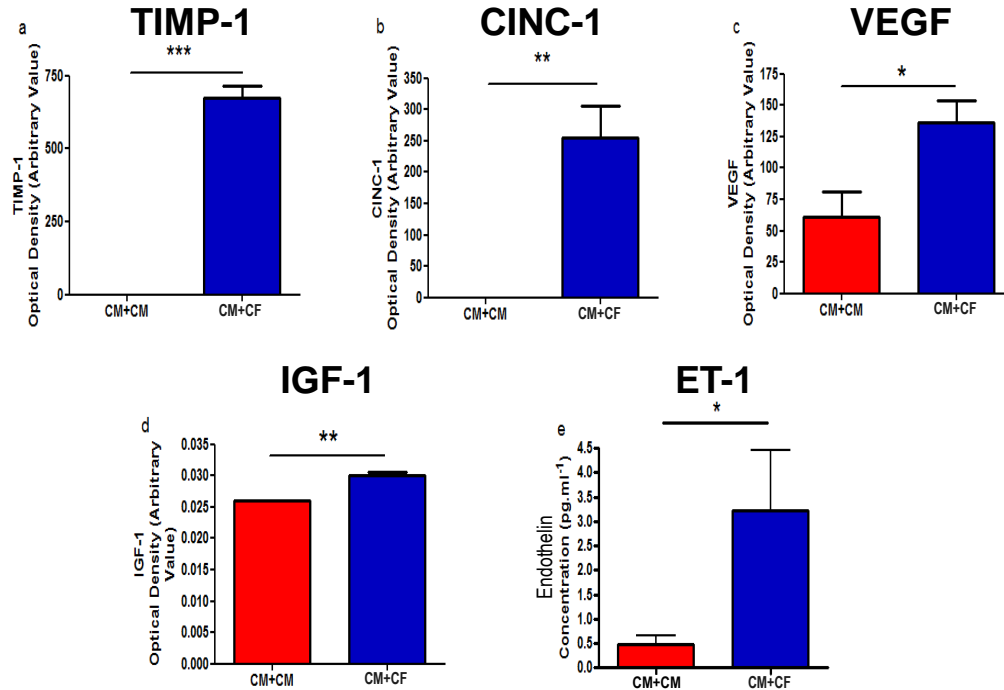 a
TIMP-1
TIMP-1
Optical Density (Arbitrary Value)
750
500
250
0
***
CM+CM
CM+CF
b
CINC-1
CINC-1
Optical Density (Arbitrary Value)
350
300
250
200
150
100
50
0
**
CM+CM
CM+CF
c
VEGF
VEGF
Optical Density (Arbitrary Value)
175
150
125
100
75
50
25
0
*
CM+CM
CM+CF
d
IGF-1
IGF-1
Optical Density (Arbitrary
Value)
0.035
0.030
0.025
0.020
0.015
0.010
0.005
0.000
**
CM+CM
CM+CF
e
ET-1
Endothelin
Concentration (pg.ml⁻¹)
4.5
4.0
3.5
3.0
2.5
2.0
1.5
1.0
0.5
0.0
*
CM+CM
CM+CF